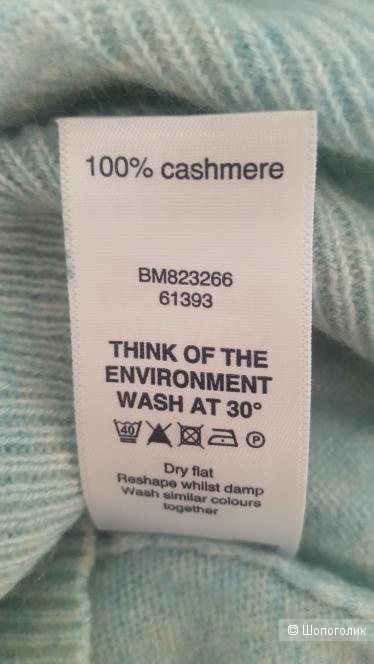 100% cashmere
BM823266
61393
THINK OF THE
ENVIRONMENT
WASH AT 30°
40 P
Dry flat
Reshape whilst damp
Wash similar colours
together
© Шопоголик